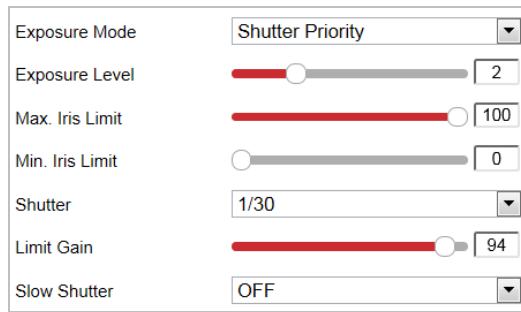 Exposure Mode Shutter Priority
Exposure Level 2
Max. Iris Limit 100
Min. Iris Limit 0
Shutter 1/30
Limit Gain 94
Slow Shutter OFF